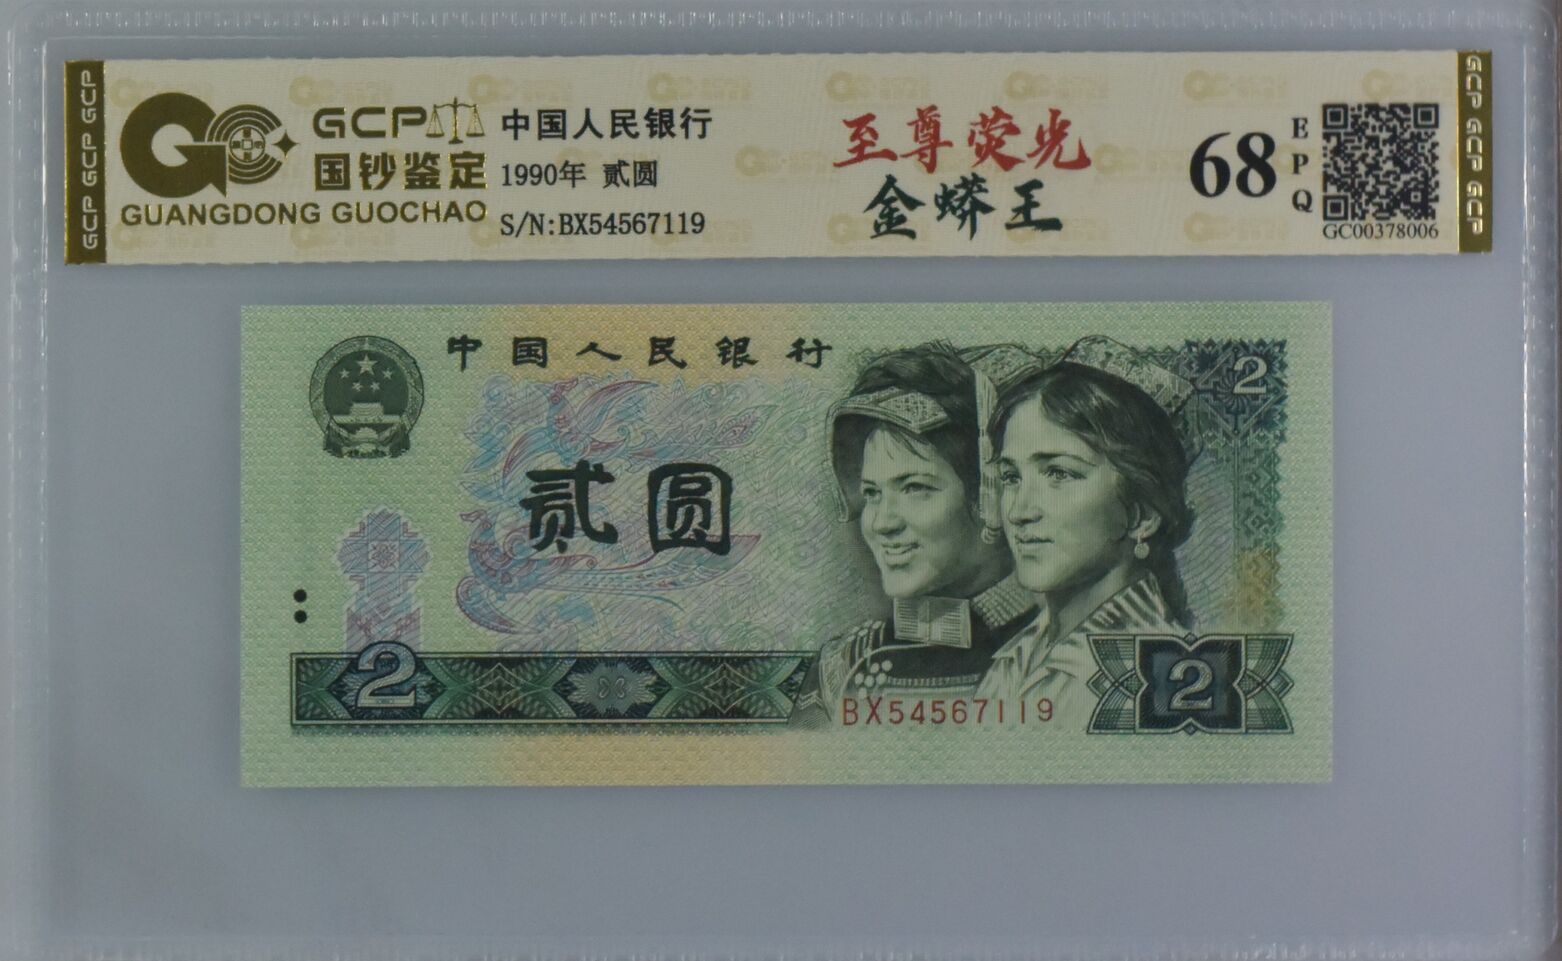 GCP GCP GCP
GCP
国钞鉴定
GUANGDONG GUOCHAO
中国人民银行
1990年 贰圆
S/N:BX54567119
至尊荧光
金蟒王
68
EPQ
GC00378006
GCP GCP GCP
中国人民银行
2
贰圆
2
2
BX54567119